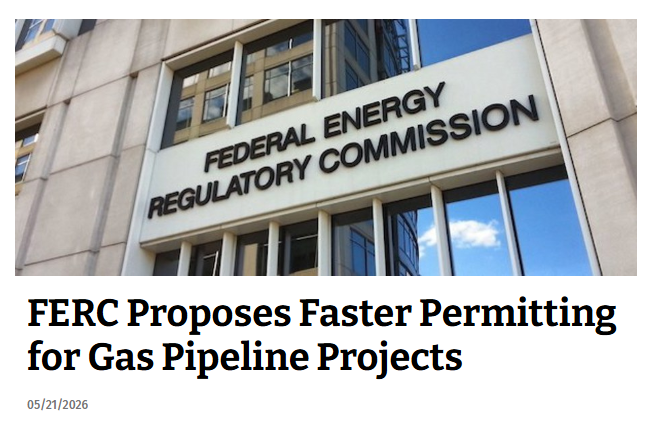 FEDERAL ENERGY
REGULATORY COMMISSION
FERC Proposes Faster Permitting
for Gas Pipeline Projects
05/21/2026